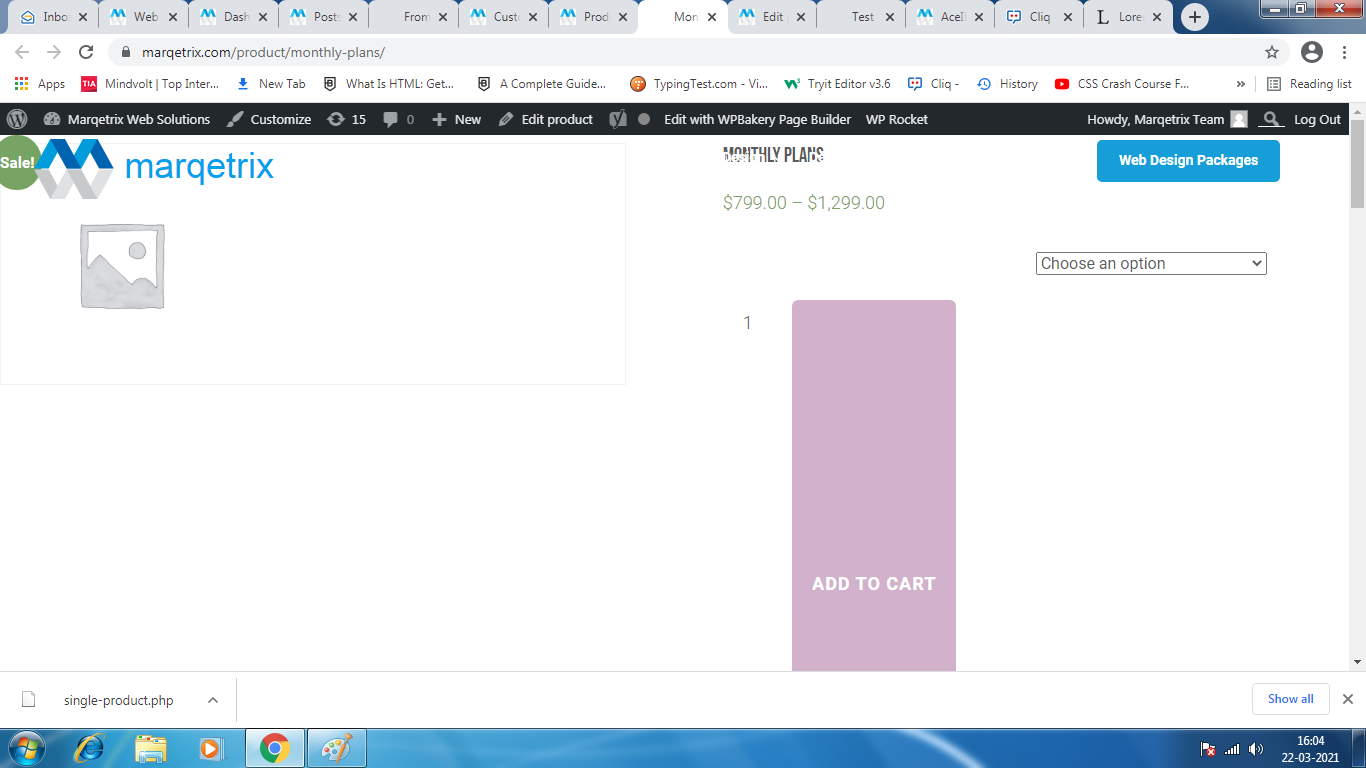 Inbo
Web
Dash
Posts
From
Custo
Prod
Mon
Edit
Test
Cliq
Lore
marqetrix.com/product/monthly-plans/
Apps
TIA
Mindvolt | Top Inter...
New Tab
What Is HTML: Get...
A Complete Guide...
TypingTest.com - Vi...
Tryit Editor v3.6
Cliq -
History
CSS Crash Course F...
»
Reading list
Marqetrix Web Solutions
Customize
15
0
New
Edit product
Edit with WPBakery Page Builder
WP Rocket
Howdy, Marqetrix Team
Log Out
Sale!
marqetrix
MONTHLY PLANS
Web Design Packages
$799.00 – $1,299.00
Choose an option
1
ADD TO CART
single-product.php
Show all
16:04
22-03-2021